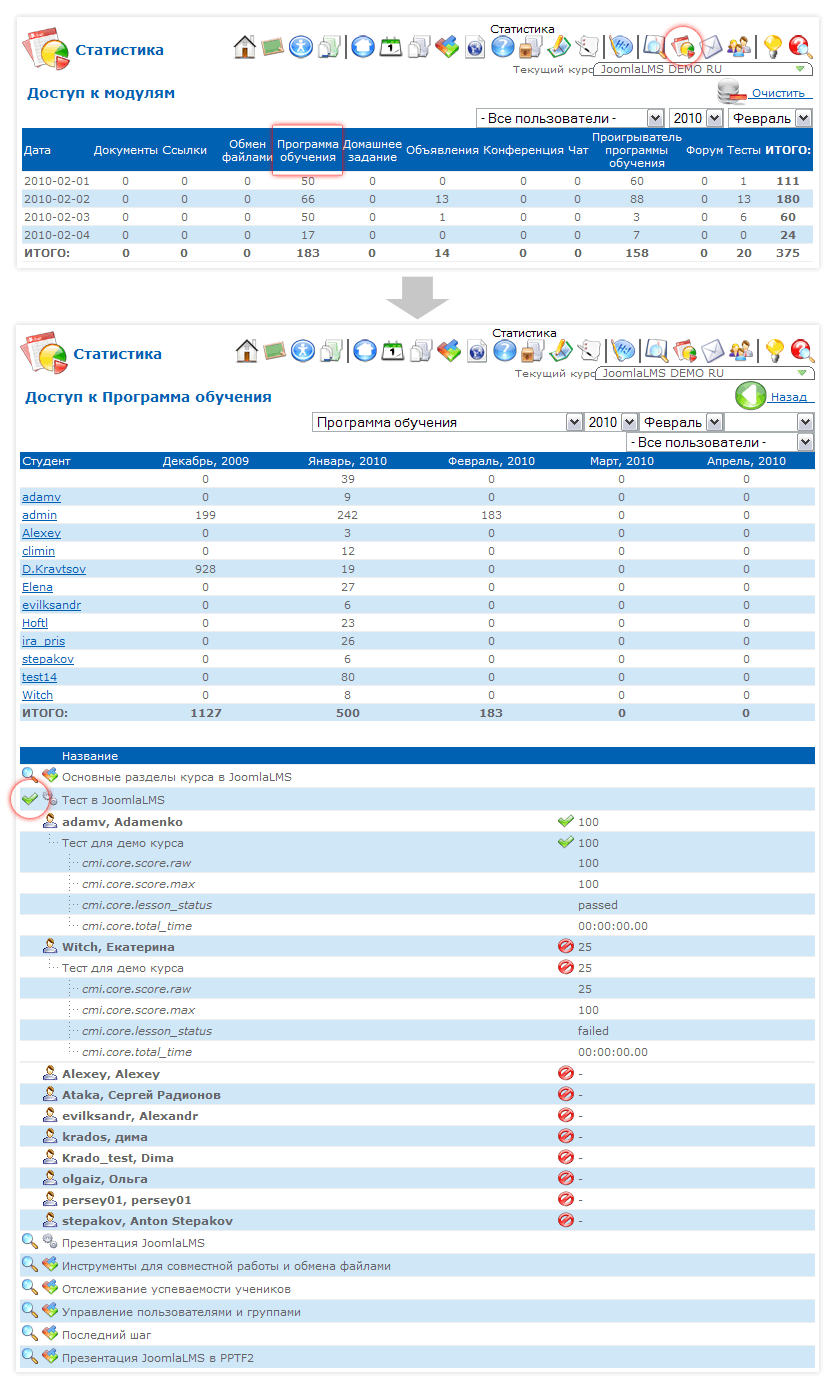 Статистика
Статистика
Текущий курс JoomlaLMS DEMO RU
Доступ к модулям
Очистить
- Все пользователи - 2010 Февраль
Дата Документы Ссылки Обмен файлами Программа обучения Домашнее задание Объявления Конференция Чат Проигрыватель программы обучения Форум Тесты ИТОГО:
2010-02-01 0 0 0 50 0 0 0 0 60 0 1 111
2010-02-02 0 0 0 66 0 13 0 0 88 0 13 180
2010-02-03 0 0 0 50 0 1 0 0 3 0 6 60
2010-02-04 0 0 0 17 0 0 0 0 7 0 0 24
ИТОГО: 0 0 0 183 0 14 0 0 158 0 20 375
Статистика
Статистика
Текущий курс JoomlaLMS DEMO RU
Доступ к Программа обучения
Назад
Программа обучения 2010 Февраль
- Все пользователи -
Студент Декабрь, 2009 Январь, 2010 Февраль, 2010 Март, 2010 Апрель, 2010
0 39 0 0 0
adamv 0 9 0 0 0
admin 199 242 183 0 0
Alexey 0 3 0 0 0
climin 0 12 0 0 0
D.Kravtsov 928 19 0 0 0
Elena 0 27 0 0 0
evilksandr 0 6 0 0 0
Hoftl 0 23 0 0 0
ira_pris 0 26 0 0 0
stepakov 0 6 0 0 0
test14 0 80 0 0 0
Witch 0 8 0 0 0
ИТОГО: 1127 500 183 0 0
Название
Основные разделы курса в JoomlaLMS
Тест в JoomlaLMS
adamv, Adamenko 100
Тест для демо курса 100
cmi.core.score.raw 100
cmi.core.score.max 100
cmi.core.lesson_status passed
cmi.core.total_time 00:00:00.00
Witch, Екатерина 25
Тест для демо курса 25
cmi.core.score.raw 25
cmi.core.score.max 100
cmi.core.lesson_status failed
cmi.core.total_time 00:00:00.00
Alexey, Alexey -
Ataka, Сергей Радионов -
evilksandr, Alexandr -
krados, дима -
Krado_test, Dima -
olgaiz, Ольга -
persey01, persey01 -
stepakov, Anton Stepakov -
Презентация JoomlaLMS
Инструменты для совместной работы и обмена файлами
Отслеживание успеваемости учеников
Управление пользователями и группами
Последний шаг
Презентация JoomlaLMS в PPTF2